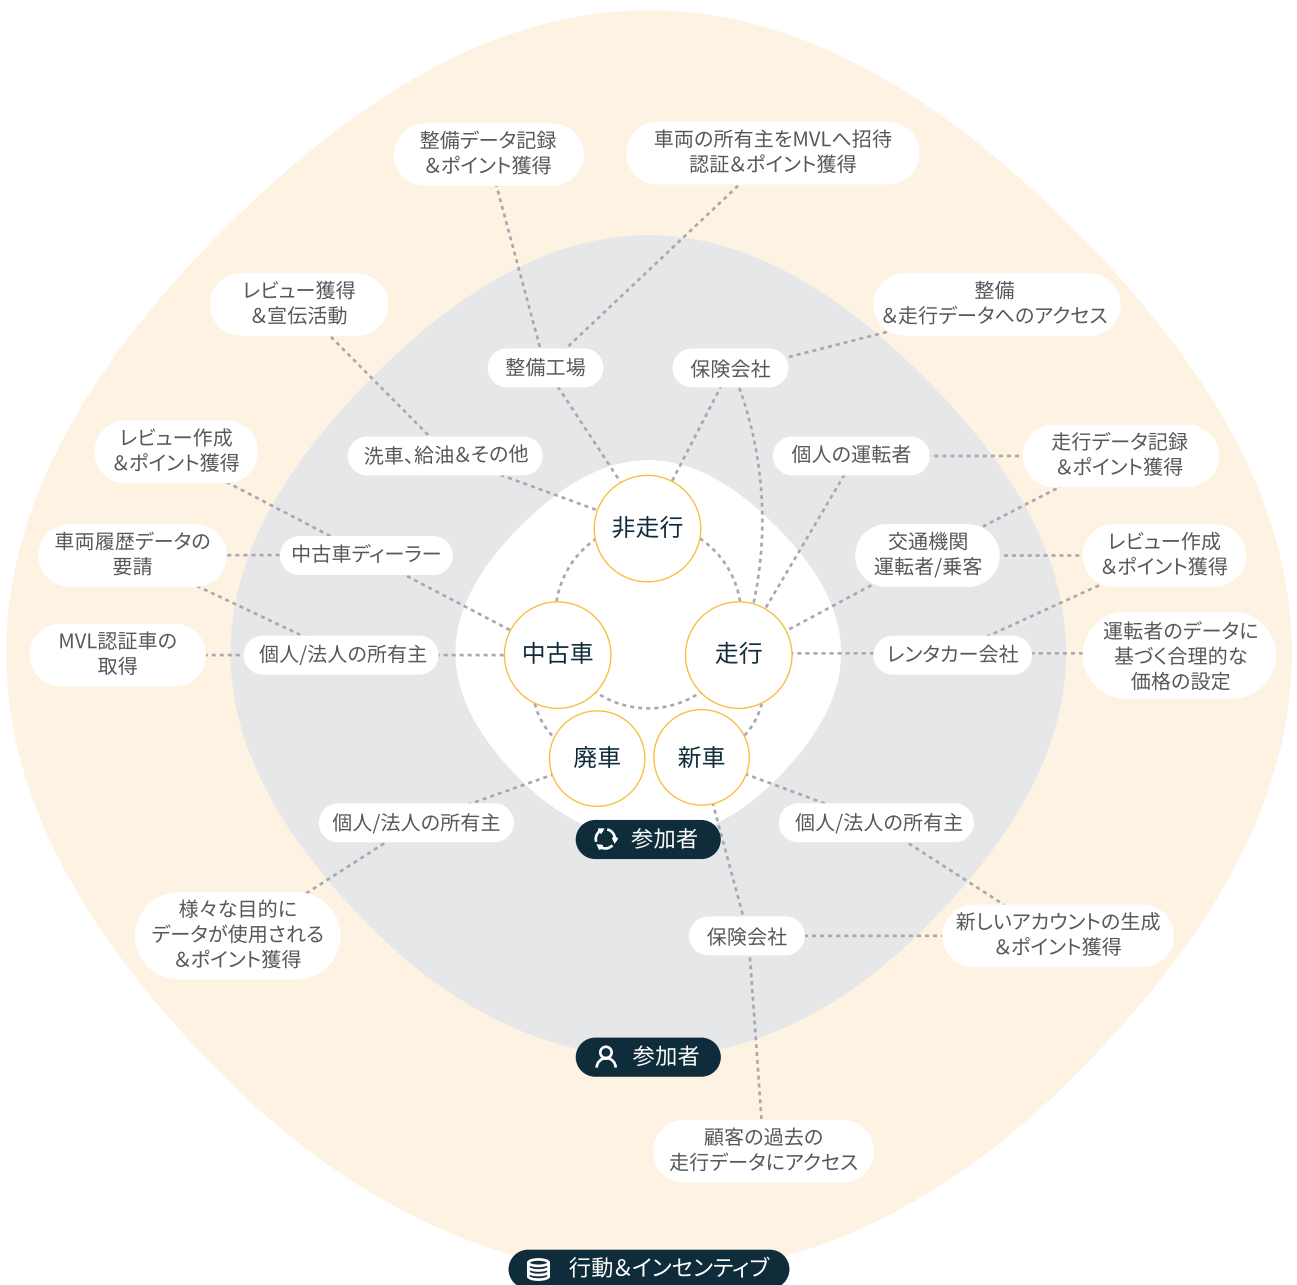 整備データ記録
&ポイント獲得
車両の所有主をMVLへ招待
認証&ポイント獲得
レビュー獲得
&宣伝活動
整備
&走行データへのアクセス
整備工場
保険会社
レビュー作成
&ポイント獲得
洗車、給油&その他
個人の運転者
走行データ記録
&ポイント獲得
非走行
車両履歴データの
要請
中古車ディーラー
交通機関
運転者/乗客
レビュー作成
&ポイント獲得
MVL認証車の
取得
個人/法人の所有主
中古車
走行
レンタカー会社
運転者のデータに
基づく合理的な
価格の設定
廃車
新車
個人/法人の所有主
参加者
個人/法人の所有主
様々な目的に
データが使用される
&ポイント獲得
保険会社
新しいアカウントの生成
&ポイント獲得
参加者
顧客の過去の
走行データにアクセス
行動&インセンティブ